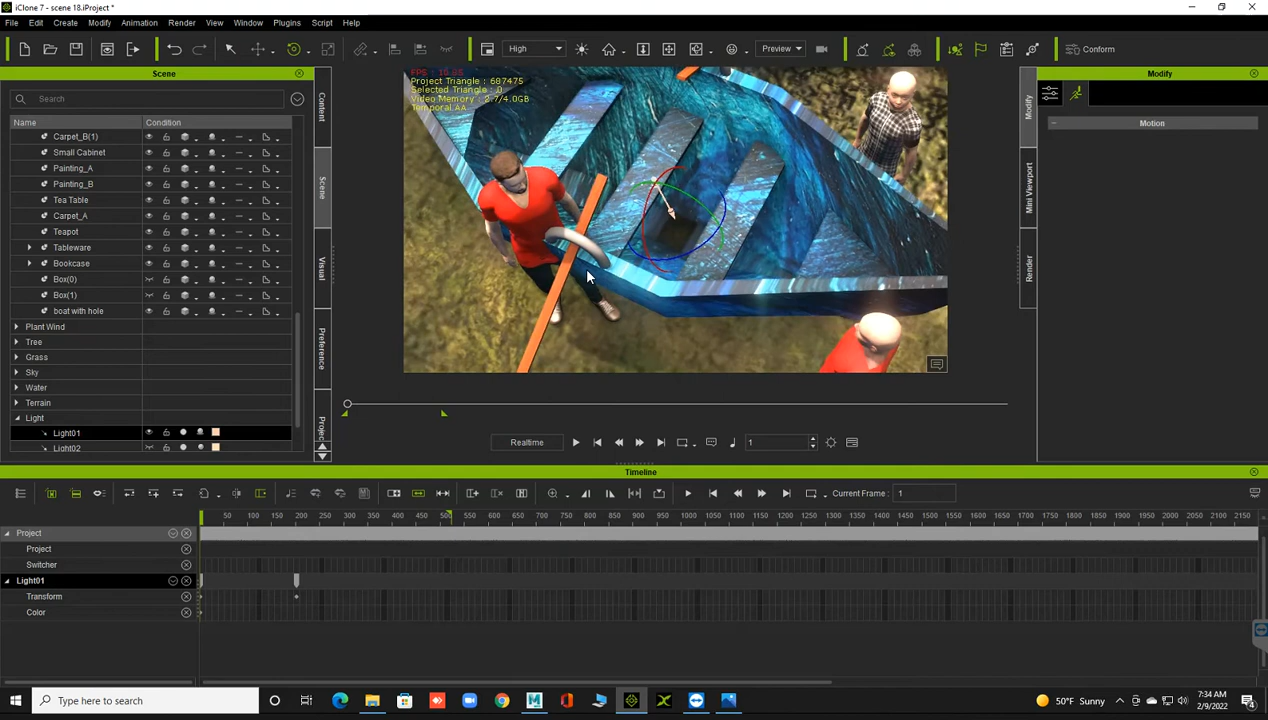 iClone 7 - scene 18.iProject *
File Edit Create Modify Animation Render View Window Plugins Script Help
High Preview Conform
Scene
Search
Name Condition
Carpet_B(1)
Small Cabinet
Painting_A
Painting_B
Tea Table
Carpet_A
Teapot
Tableware
Bookcase
Box(0)
Box(1)
boat with hole
Plant Wind
Tree
Grass
Sky
Water
Terrain
Light
Light01
Light02
Content
Scene
Visual
Preference
Project Triangle : 687475
Selected Triangle : 0
Video Memory : 2.7/4.0GB
Temporal AA
Modify
Mini Viewport
Render
Modify
Motion
Realtime 1
Timeline
Current Frame : 1
50 100 150 200 250 300 350 400 450 500 550 600 650 700 750 800 850 900 950 1000 1050 1100 1150 1200 1250 1300 1350 1400 1450 1500 1550 1600 1650 1700 1750 1800 1850 1900 1950 2000 2050 2100 2150
Project
Project
Switcher
Light01
Transform
Color
Type here to search
50°F Sunny
7:34 AM
2/9/2022